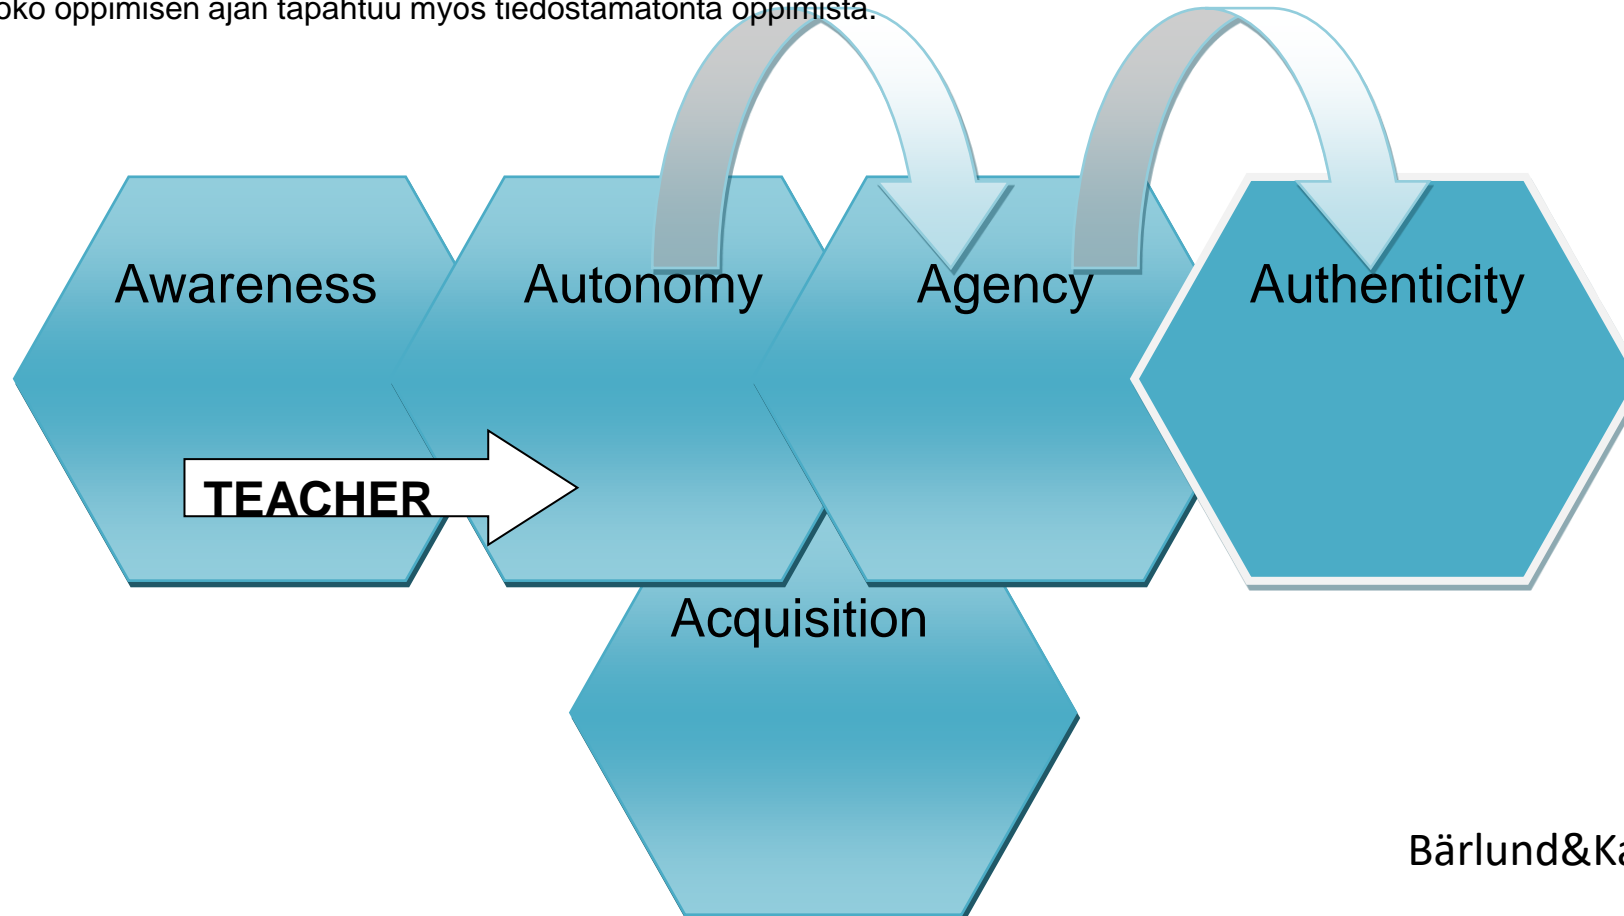 oko oppimisen ajan tapahtuu myös tiedostamatonta oppimista.
Awareness
Autonomy
Agency
Authenticity
TEACHER
Acquisition
Bärlund&Ka